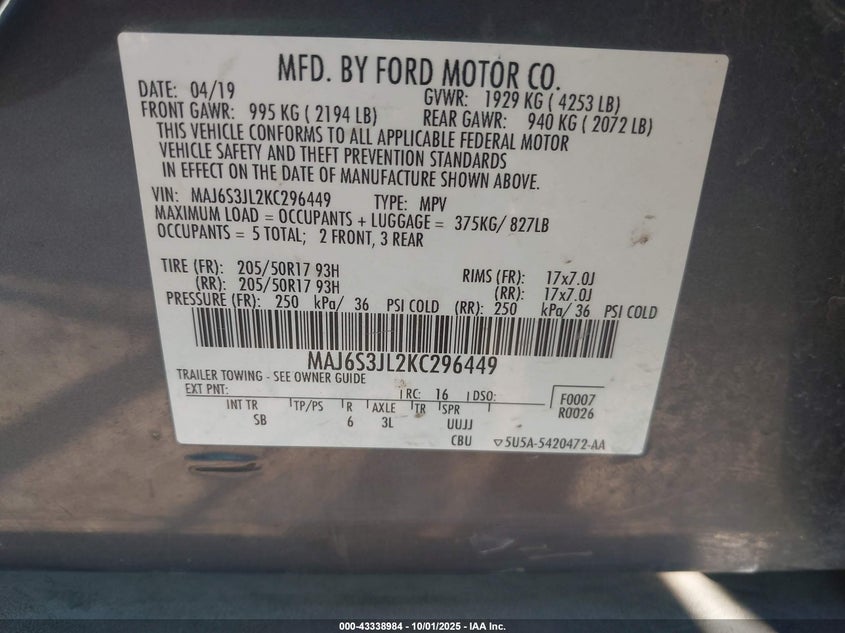 MFD. BY FORD MOTOR CO.
DATE: 04/19 GVWR: 1929 KG ( 4253 LB)
FRONT GAWR: 995 KG ( 2194 LB) REAR GAWR: 940 KG ( 2072 LB)
THIS VEHICLE CONFORMS TO ALL APPLICABLE FEDERAL MOTOR
VEHICLE SAFETY AND THEFT PREVENTION STANDARDS
IN EFFECT ON THE DATE OF MANUFACTURE SHOWN ABOVE.
VIN: MAJ6S3JL2KC296449 TYPE: MPV
MAXIMUM LOAD = OCCUPANTS + LUGGAGE = 375KG/ 827LB
OCCUPANTS = 5 TOTAL; 2 FRONT, 3 REAR
TIRE (FR): 205/50R17 93H RIMS (FR): 17x7.0J
(RR): 205/50R17 93H (RR): 17x7.0J
PRESSURE (FR): 250 kPa/ 36 PSI COLD (RR): 250 kPa/ 36 PSI COLD
MAJ6S3JL2KC296449
TRAILER TOWING - SEE OWNER GUIDE
EXT PNT: RC: 16 DSO: F0007
INT TR TP/PS R AXLE TR SPR R0026
SB 6 3L UUJJ
CBU 5U5A-5420472-AA
000-43338984 - 10/01/2025 - IAA Inc.